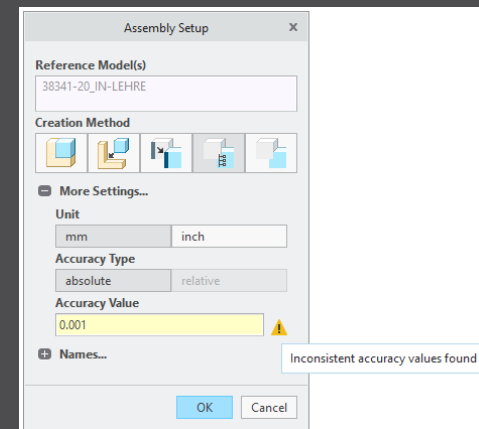 Assembly Setup x
Reference Model(s)
38341-20_IN-LEHRE
Creation Method
More Settings...
Unit
mm inch
Accuracy Type
absolute relative
Accuracy Value
0.001
Inconsistent accuracy values found
Names...
OK Cancel